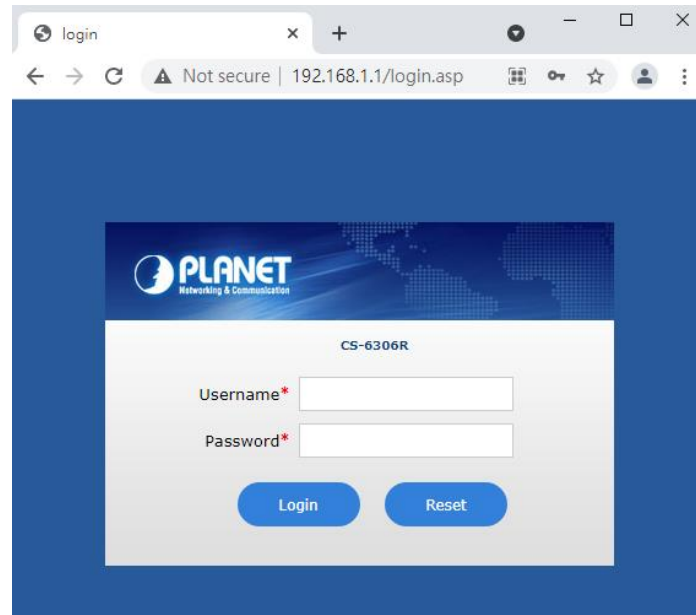 login
Not secure | 192.168.1.1/login.asp
PLANET
Networking & Communication
CS-6306R
Username*
Password*
Login Reset